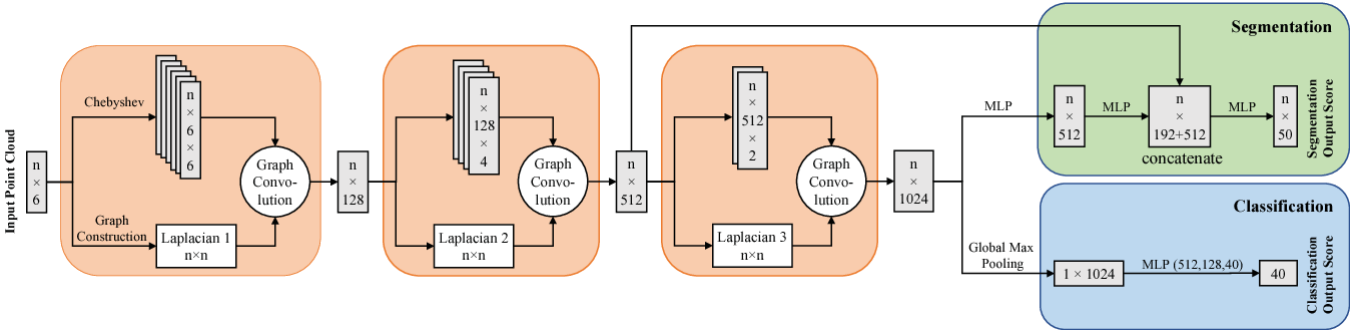 Input Point Cloud
n
×
6
Chebyshev
n
×
6
×
6
Graph
Construction
Laplacian 1
n×n
Graph
Convo-
lution
n
×
128
n
×
128
×
4
Laplacian 2
n×n
Graph
Convo-
lution
n
×
512
n
×
512
×
2
Laplacian 3
n×n
Graph
Convo-
lution
n
×
1024
Segmentation
MLP
n
×
512
MLP
n
×
192+512
concatenate
MLP
n
×
50
Segmentation
Output Score
Classification
Global Max
Pooling
1 × 1024
MLP (512,128,40)
40
Classification
Output Score